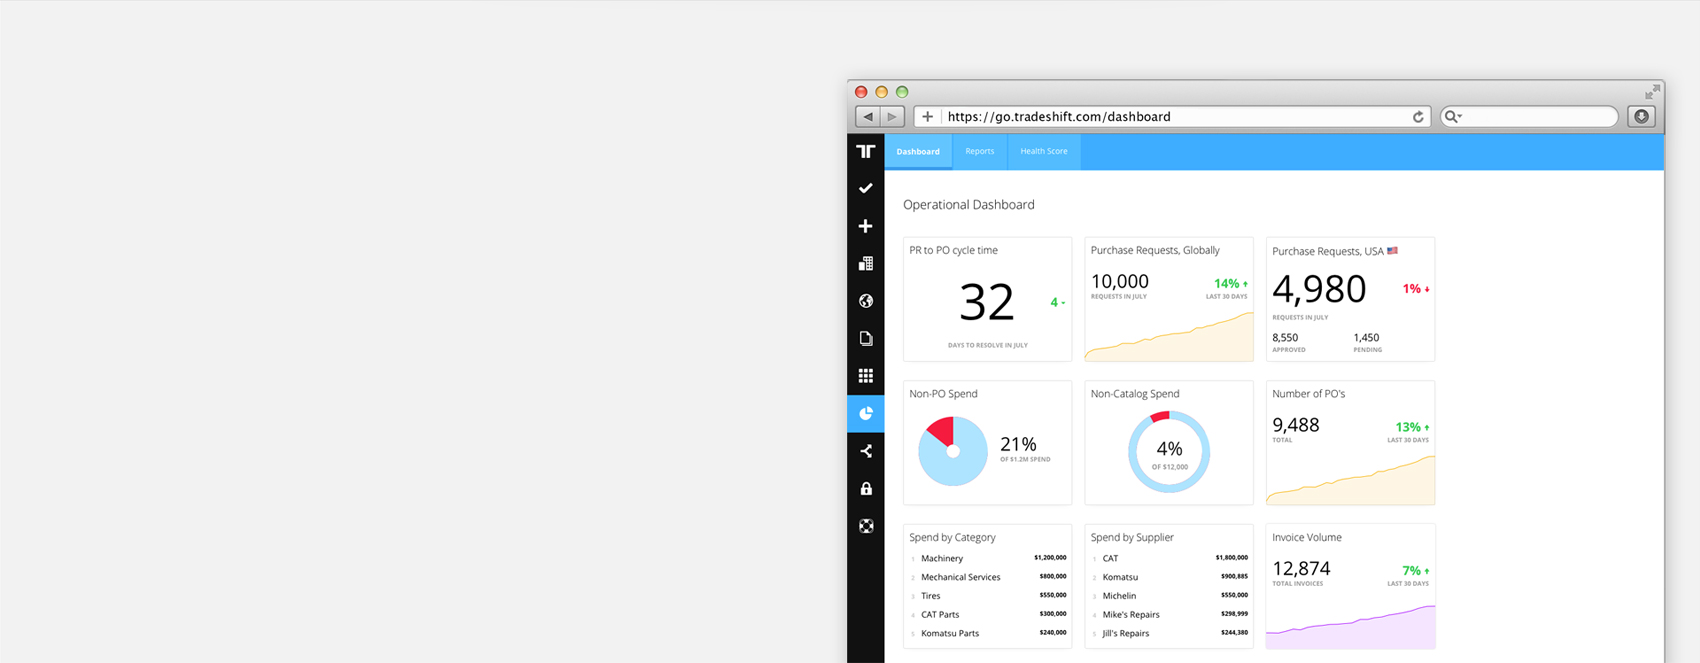 https://go.tradeshift.com/dashboard
Dashboard
Reports
Health Score
Operational Dashboard
PR to PO cycle time
32
4 -
DAYS TO RESOLVE IN JULY
Purchase Requests, Globally
10,000
14%
REQUESTS IN JULY
LAST 30 DAYS
Purchase Requests, USA
4,980
1%
REQUESTS IN JULY
8,550
1,450
APPROVED
PENDING
Non-PO Spend
21%
OF $1.2M SPEND
Non-Catalog Spend
4%
OF $12,000
Number of PO's
9,488
13%
TOTAL
LAST 30 DAYS
Spend by Category
1 Machinery $1,200,000
2 Mechanical Services $800,000
3 Tires $550,000
4 CAT Parts $300,000
5 Komatsu Parts $240,000
Spend by Supplier
1 CAT $1,800,000
2 Komatsu $900,885
3 Michelin $550,000
4 Mike's Repairs $298,999
5 Jill's Repairs $244,380
Invoice Volume
12,874
7%
TOTAL INVOICES
LAST 30 DAYS